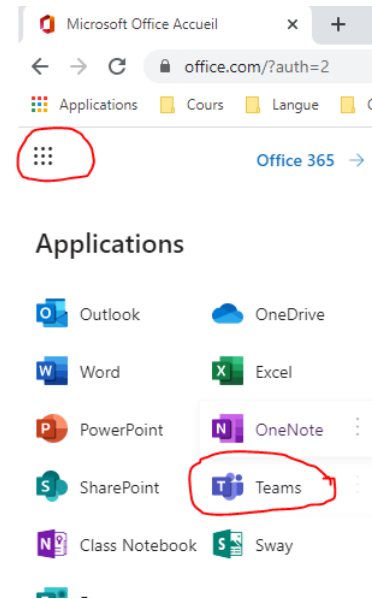 Microsoft Office Accueil
office.com/?auth=2
Applications Cours Langue
Office 365 →
Applications
Outlook OneDrive
Word Excel
PowerPoint OneNote
SharePoint Teams
Class Notebook Sway